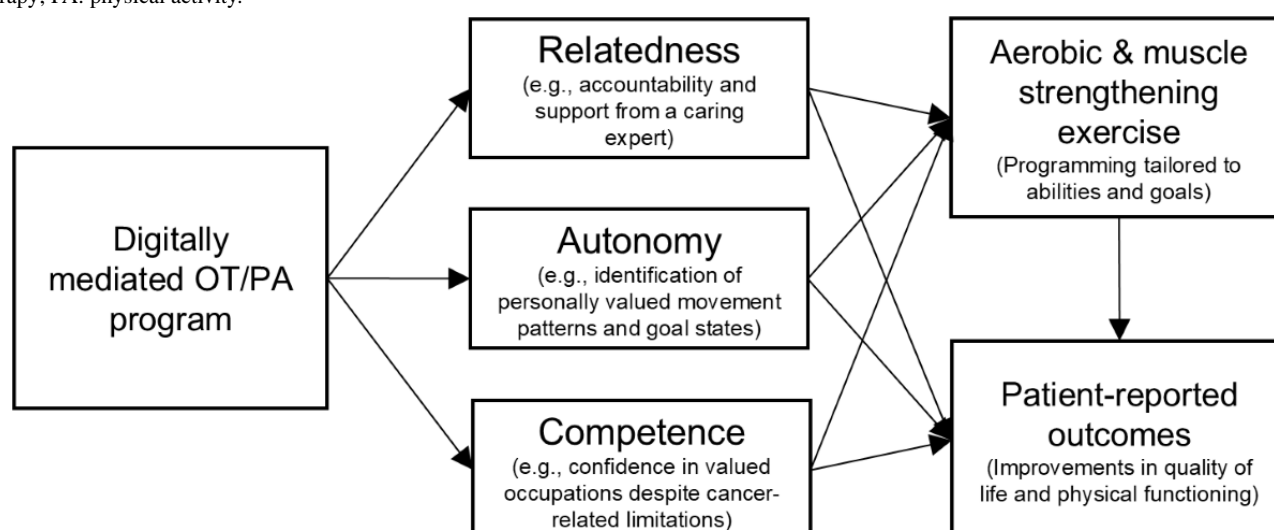 PA: physical activity.
Digitally
mediated OT/PA
program
Relatedness
(e.g., accountability and
support from a caring
expert)
Autonomy
(e.g., identification of
personally valued movement
patterns and goal states)
Competence
(e.g., confidence in valued
occupations despite cancer-
related limitations)
Aerobic & muscle
strengthening
exercise
(Programming tailored to
abilities and goals)
Patient-reported
outcomes
(Improvements in quality of
life and physical functioning)